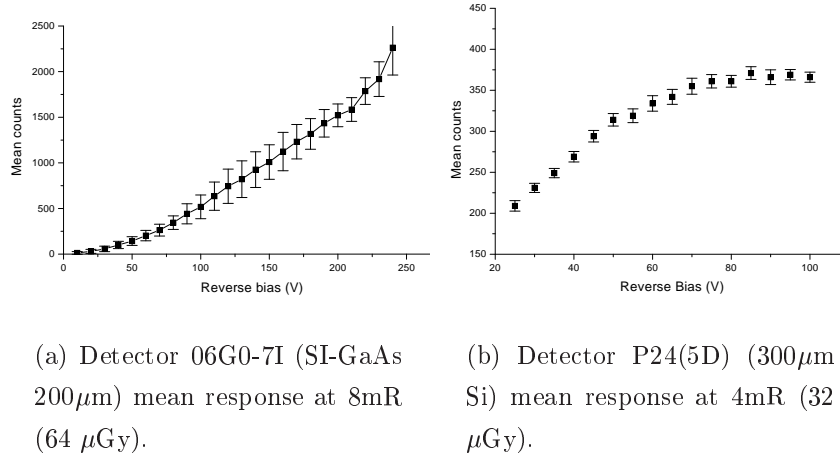 2500
2000
1500
1000
500
0
Mean counts
0 50 100 150 200 250
Reverse bias (V)
450
400
350
300
250
200
150
Mean counts
20 40 60 80 100
Reverse Bias (V)
(a) Detector 06G0-7I (SI-GaAs
200μm) mean response at 8mR
(64 μGy).
(b) Detector P24(5D) (300μm
Si) mean response at 4mR (32
μGy).